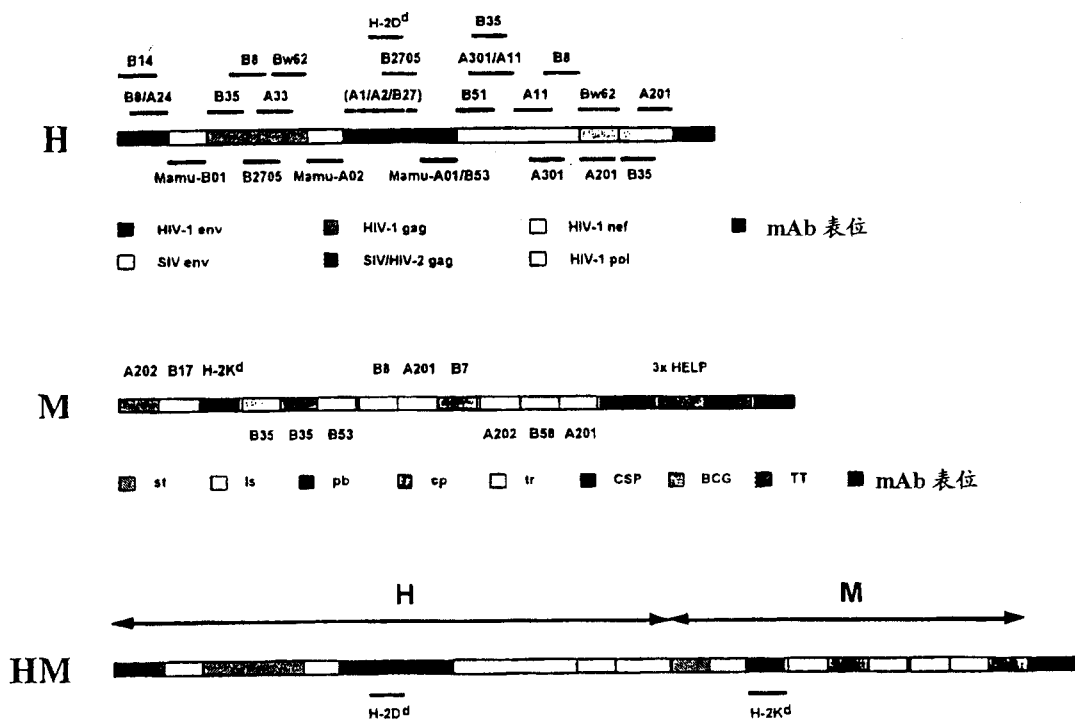 H-2Dᵈ B35
B14 B8 Bw62 B2705 A301/A11 B8
B8/A24 B35 A33 (A1/A2/B27) B51 A11 Bw62 A201
H
Mamu-B01 B2705 Mamu-A02 Mamu-A01/B53 A301 A201 B35
HIV-1 env HIV-1 gag HIV-1 nef mAb 表位
SIV env SIV/HIV-2 gag HIV-1 pol
A202 B17 H-2Kᵈ B8 A201 B7 3x HELP
M
B35 B35 B53 A202 B58 A201
st ls pb cp tr CSP BCG TT mAb 表位
H M
HM
H-2Dᵈ H-2Kᵈ